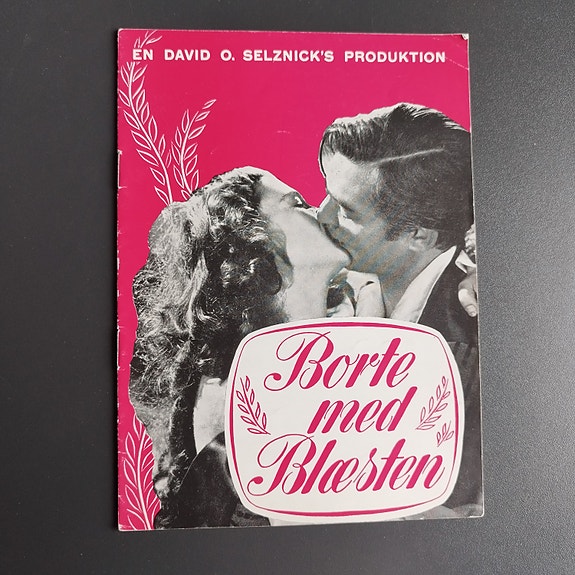 EN DAVID O. SELZNICK'S PRODUKTION
Borte
med
Blæsten